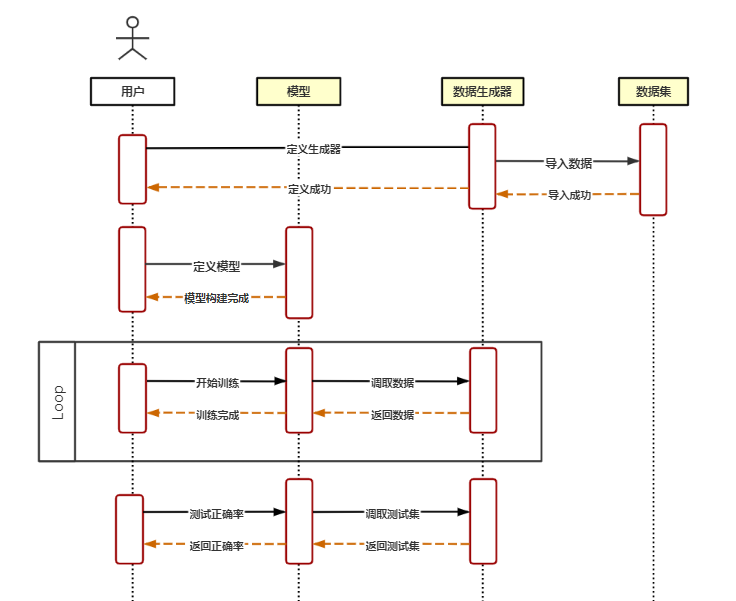 用户
模型
数据生成器
数据集
定义生成器
导入数据
定义成功
导入成功
定义模型
模型构建完成
Loop
开始训练
调取数据
训练完成
返回数据
测试正确率
调取测试集
返回正确率
返回测试集